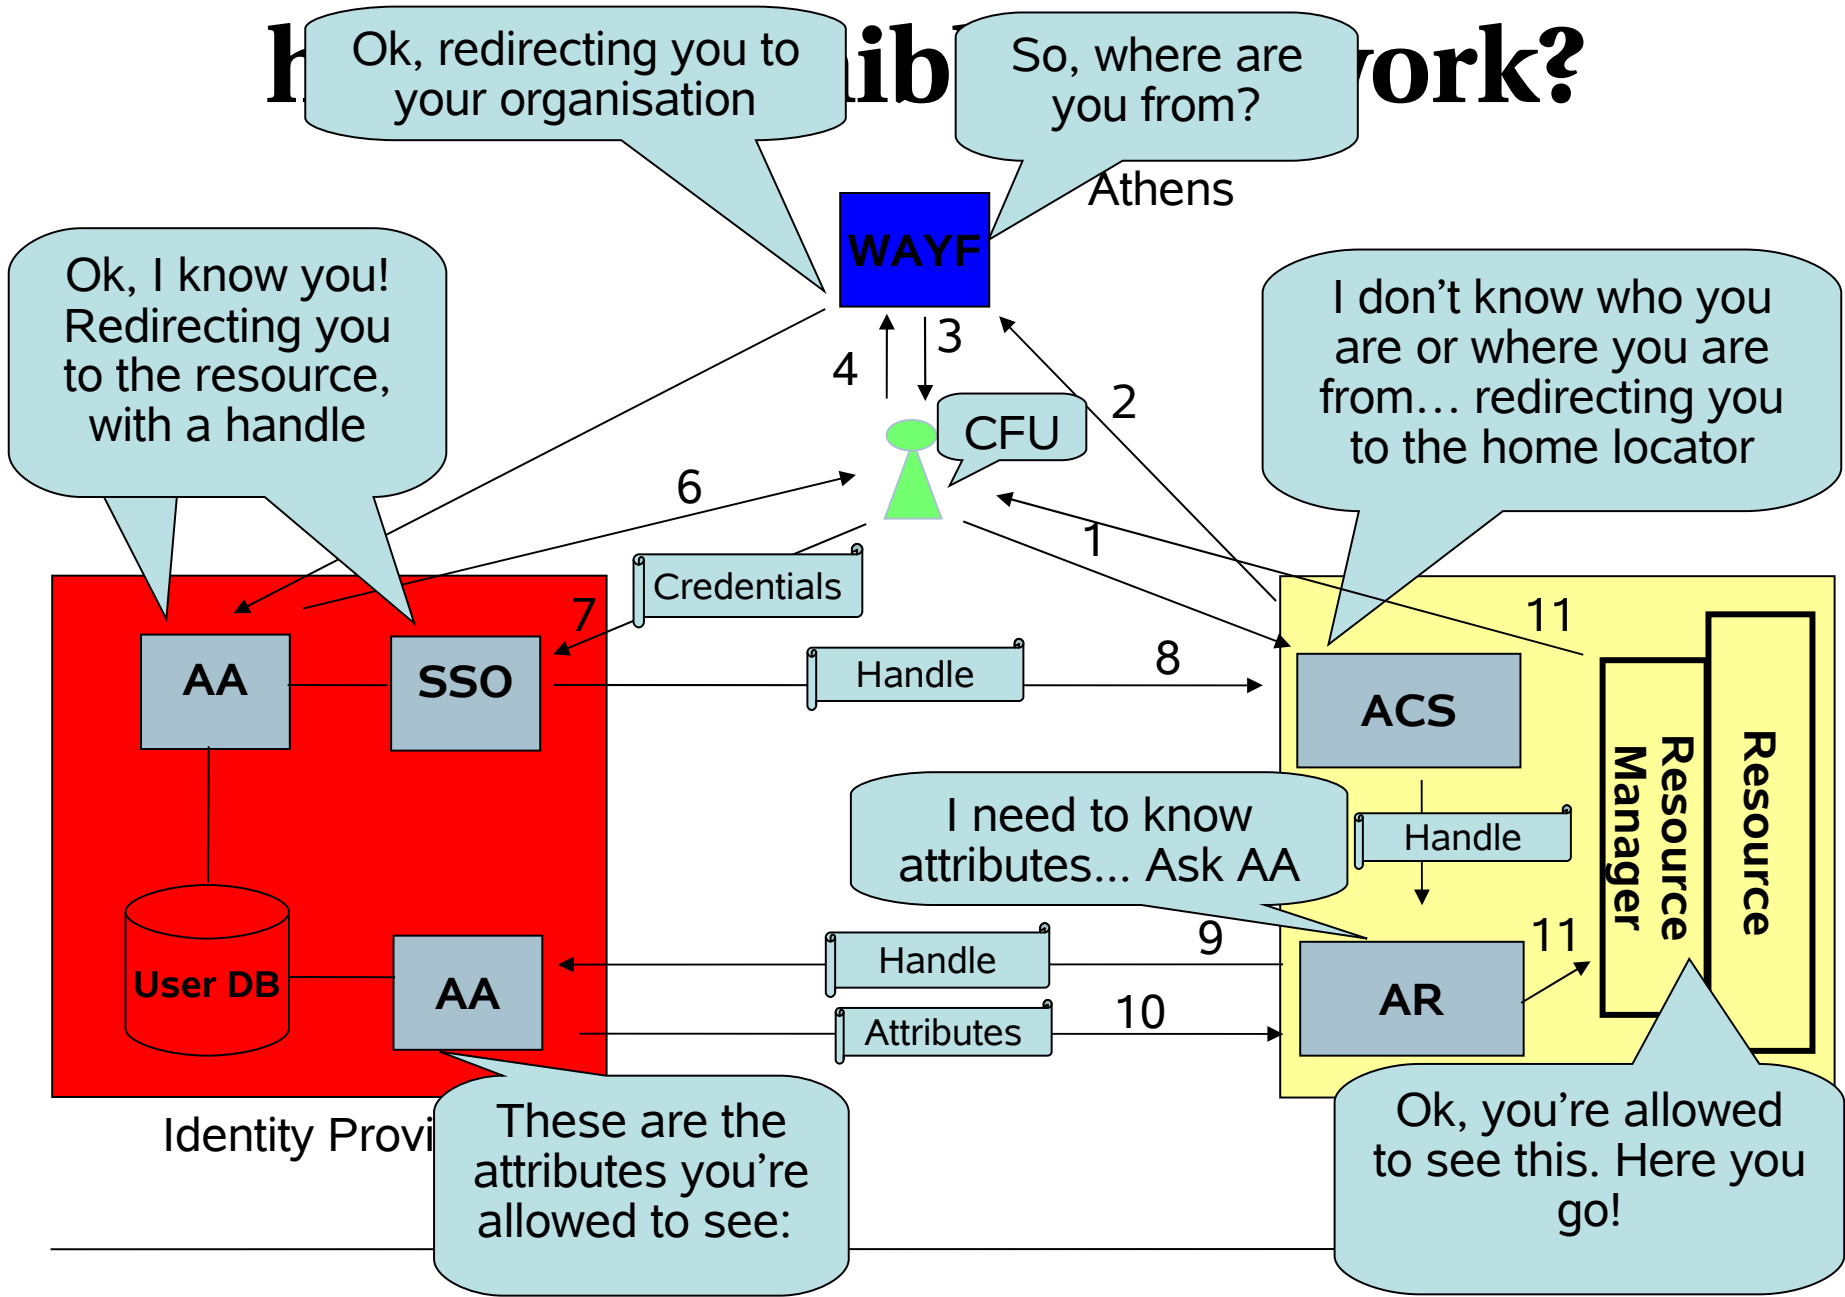 Ok, redirecting you to
your organisation
So, where are
you from?
Athens
WAYF
Ok, I know you!
Redirecting you
to the resource,
with a handle
I don’t know who you
are or where you are
from… redirecting you
to the home locator
4
3
2
CFU
6
1
Credentials
7
11
AA
SSO
Handle
8
ACS
Resource
Manager
Resource
I need to know
attributes… Ask AA
Handle
User DB
AA
Handle
9
AR
11
Attributes
10
Identity
These are the
attributes you’re
allowed to see:
Ok, you’re allowed
to see this. Here you
go!